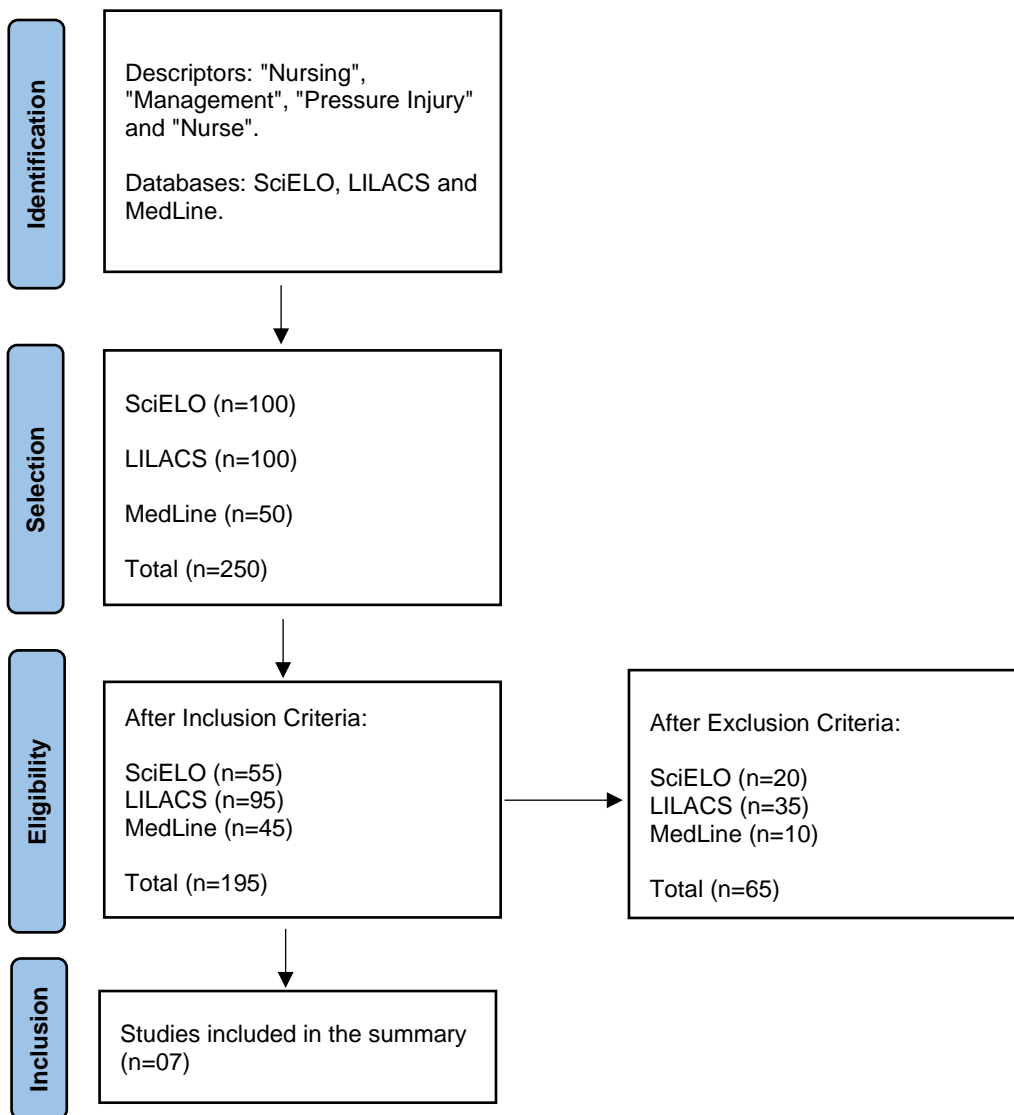 Identification
Descriptors: "Nursing",
"Management", "Pressure Injury"
and "Nurse".
Databases: SciELO, LILACS and
MedLine.
Selection
SciELO (n=100)
LILACS (n=100)
MedLine (n=50)
Total (n=250)
Eligibility
After Inclusion Criteria:
SciELO (n=55)
LILACS (n=95)
MedLine (n=45)
Total (n=195)
After Exclusion Criteria:
SciELO (n=20)
LILACS (n=35)
MedLine (n=10)
Total (n=65)
Inclusion
Studies included in the summary
(n=07)